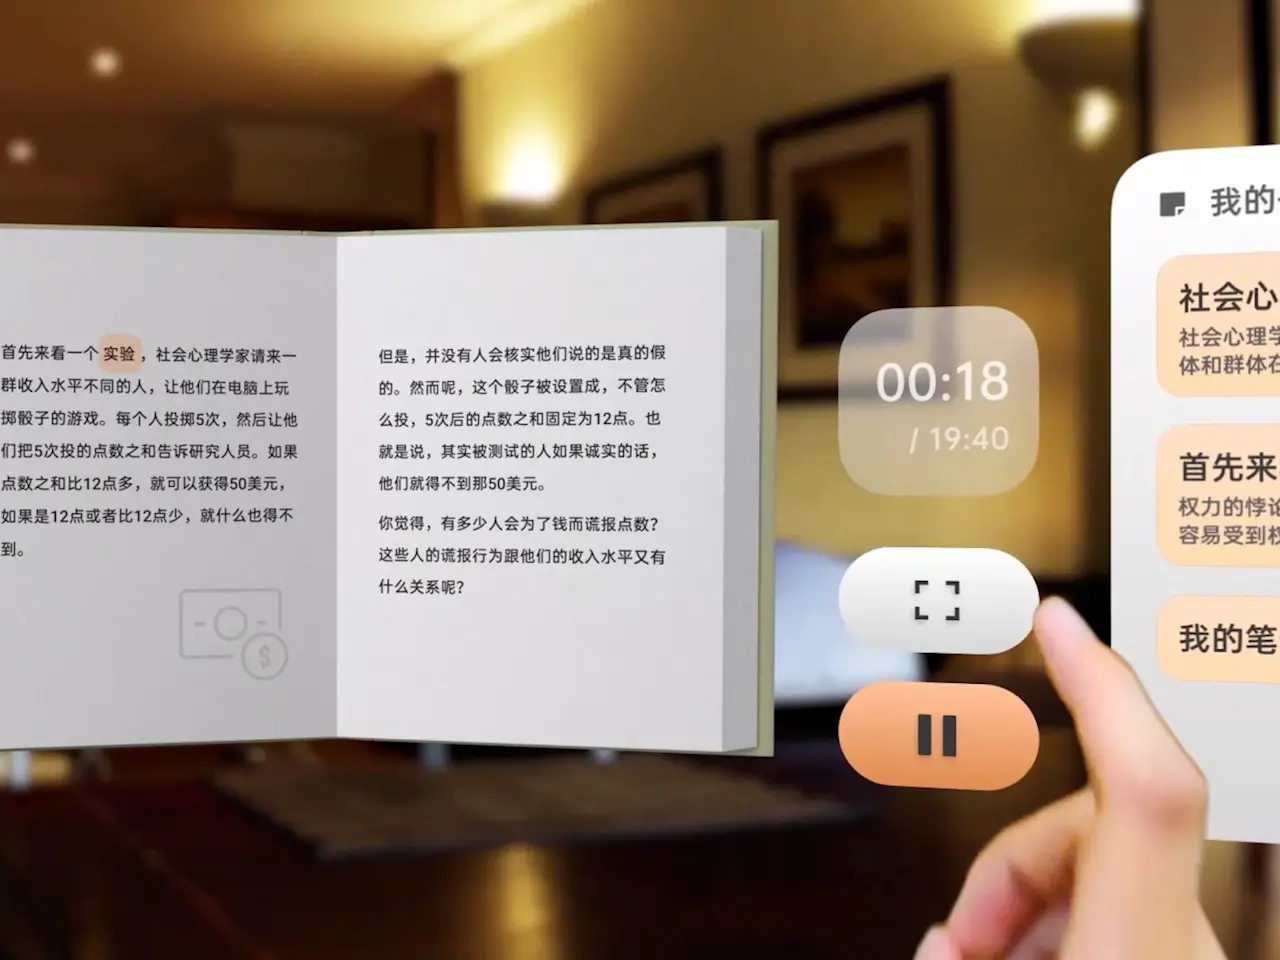 首先来看一个 实验 ，社会心理学家请来一
群收入水平不同的人，让他们在电脑上玩
掷骰子的游戏。每个人投掷5次，然后让他
们把5次投的点数之和告诉研究人员。如果
点数之和比12点多，就可以获得50美元，
如果是12点或者比12点少，就什么也得不
到。
$
但是，并没有人会核实他们说的是真的假
的。然而呢，这个骰子被设置成，不管怎
么投，5次后的点数之和固定为12点。也
就是说，其实被测试的人如果诚实的话，
他们就得不到那50美元。
你觉得，有多少人会为了钱而谎报点数？
这些人的谎报行为跟他们的收入水平又有
什么关系呢？
00:18
/ 19:40
我的
社会心
社会心理学
体和群体在
首先来
权力的悖论
容易受到权
我的笔